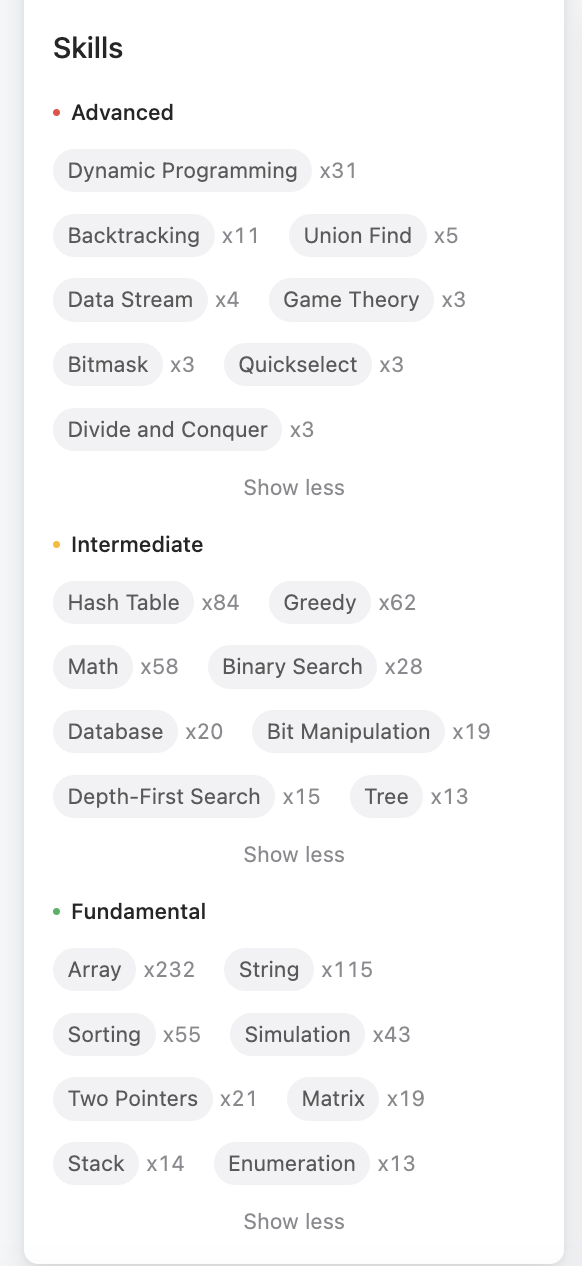 Skills
Advanced
Dynamic Programming x31
Backtracking x11 Union Find x5
Data Stream x4 Game Theory x3
Bitmask x3 Quickselect x3
Divide and Conquer x3
Show less
Intermediate
Hash Table x84 Greedy x62
Math x58 Binary Search x28
Database x20 Bit Manipulation x19
Depth-First Search x15 Tree x13
Show less
Fundamental
Array x232 String x115
Sorting x55 Simulation x43
Two Pointers x21 Matrix x19
Stack x14 Enumeration x13
Show less